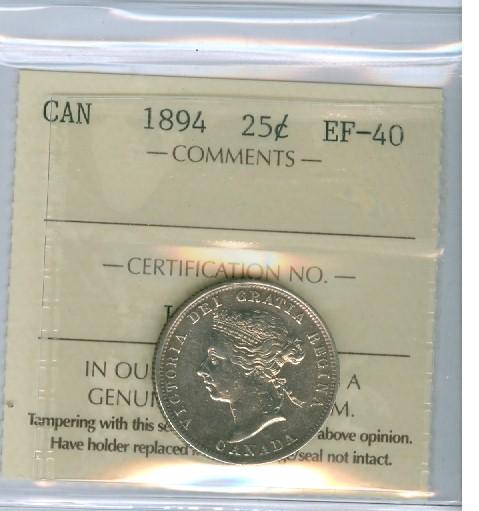 CAN 1894 25¢ EF-40
— COMMENTS —
— CERTIFICATION NO. —
VICTORIA DEI GRATIA REGINA
CANADA
IN OU A
GENUI M.
Tampering with this se above opinion.
Have holder replaced /seal not intact.